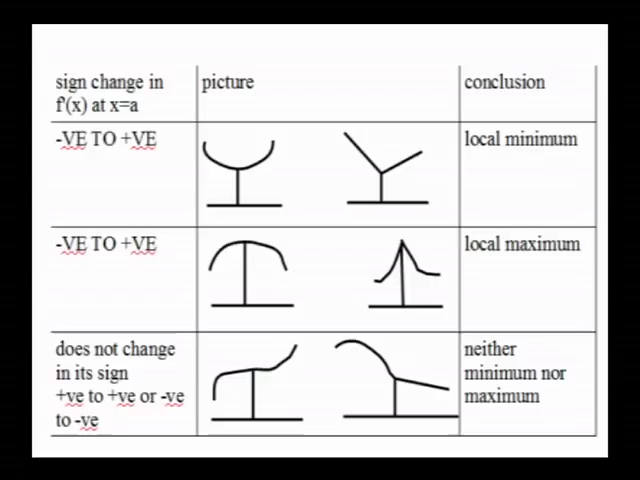 sign change in
f'(x) at x=a
picture
conclusion
-VE TO +VE
local minimum
-VE TO +VE
local maximum
does not change
in its sign
+ve to +ve or -ve
to -ve
neither
minimum nor
maximum